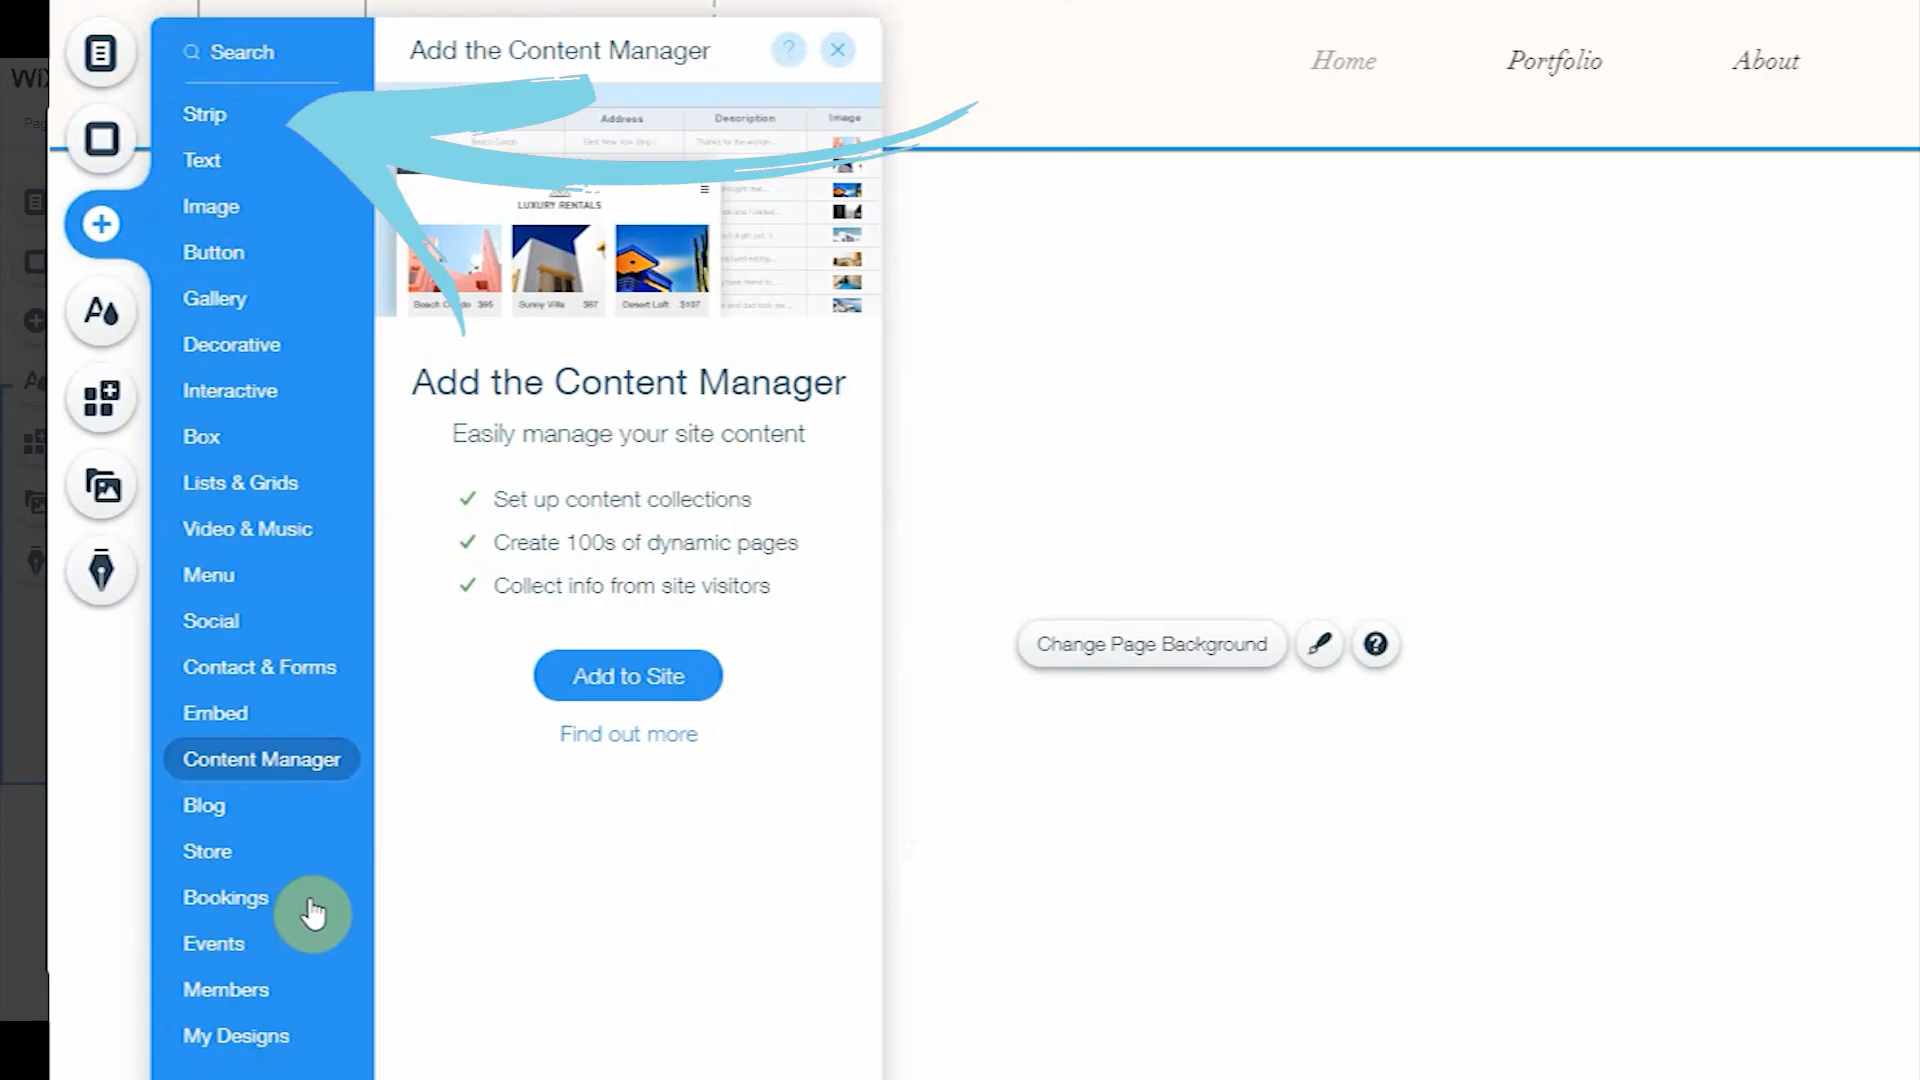 Search
Strip
Text
Image
Button
Gallery
Decorative
Interactive
Box
Lists & Grids
Video & Music
Menu
Social
Contact & Forms
Embed
Content Manager
Blog
Store
Bookings
Events
Members
My Designs
Add the Content Manager
?
Address Description Image
LUXURY RENTALS
$95 Sunny Villa $87 Desert Loft $107
Add the Content Manager
Easily manage your site content
Set up content collections
Create 100s of dynamic pages
Collect info from site visitors
Add to Site
Find out more
Home Portfolio About
Change Page Background
?